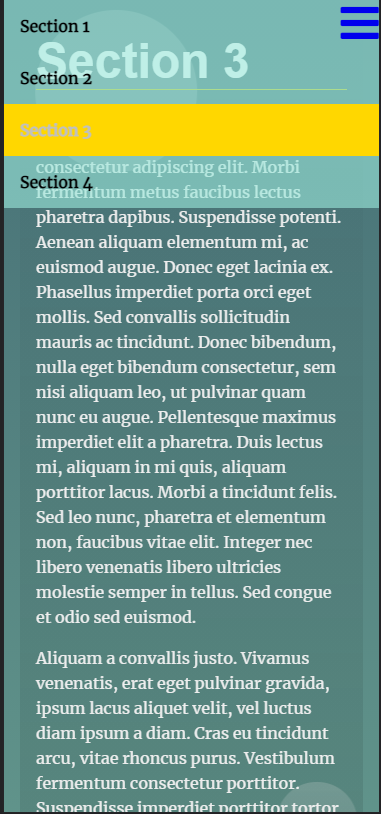 Section 1
Section 3
Section 2
Section 3
consectetur adipiscing elit. Morbi
Section 4
fermentum metus faucibus lectus
pharetra dapibus. Suspendisse potenti.
Aenean aliquam elementum mi, ac
euismod augue. Donec eget lacinia ex.
Phasellus imperdiet porta orci eget
mollis. Sed convallis sollicitudin
mauris ac tincidunt. Donec bibendum,
nulla eget bibendum consectetur, sem
nisi aliquam leo, ut pulvinar quam
nunc eu augue. Pellentesque maximus
imperdiet elit a pharetra. Duis lectus
mi, aliquam in mi quis, aliquam
porttitor lacus. Morbi a tincidunt felis.
Sed leo nunc, pharetra et elementum
non, faucibus vitae elit. Integer nec
libero venenatis libero ultricies
molestie semper in tellus. Sed congue
et odio sed euismod.
Aliquam a convallis justo. Vivamus
venenatis, erat eget pulvinar gravida,
ipsum lacus aliquet velit, vel luctus
diam ipsum a diam. Cras eu tincidunt
arcu, vitae rhoncus purus. Vestibulum
fermentum consectetur porttitor.
Suspendisse imperdiet porttitor tortor